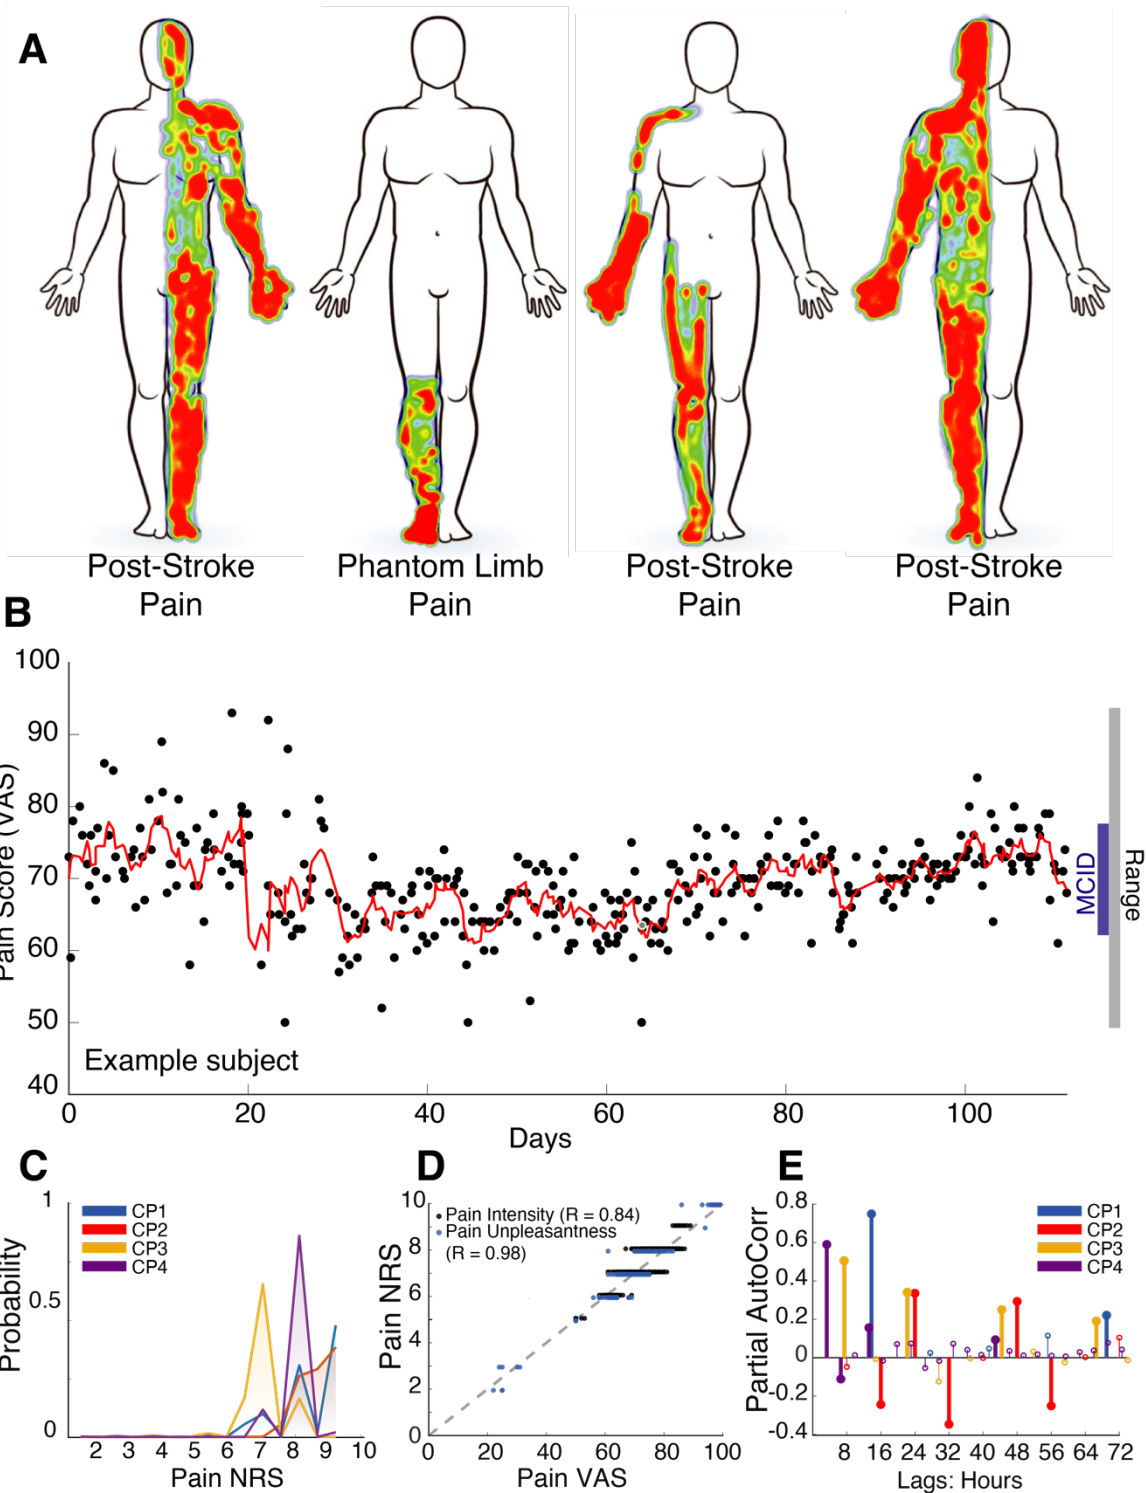 A
Post-Stroke
Pain
Phantom Limb
Pain
Post-Stroke
Pain
Post-Stroke
Pain
B
100
90
80
70
60
50
40
Pain Score (VAS)
Example subject
0 20 40 60 80 100
Days
MCID
Range
C
1
0.5
0
Probability
CP1
CP2
CP3
CP4
2 3 4 5 6 7 8 9 10
Pain NRS
D
10
8
6
4
2
0
Pain NRS
Pain Intensity (R = 0.84)
Pain Unpleasantness
(R = 0.98)
0 20 40 60 80 100
Pain VAS
E
0.8
0.6
0.4
0.2
0
-0.2
-0.4
Partial AutoCorr
CP1
CP2
CP3
CP4
8 16 24 32 40 48 56 64 72
Lags: Hours